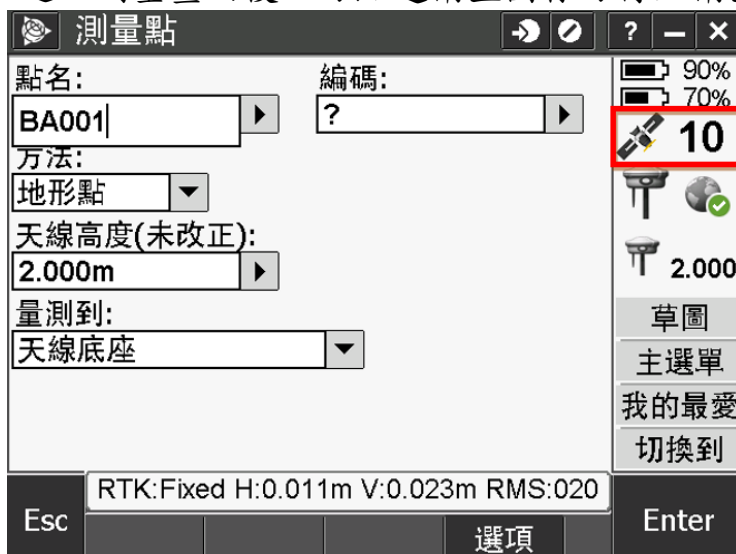 測量點 ? — ×
點名: 編碼: 90%
BA001 ? 70%
10
方法:
地形點
天線高度(未改正):
2.000m 2.000
量測到: 草圖
天線底座 主選單
我的最愛
切換到
RTK:Fixed H:0.011m V:0.023m RMS:020
Esc 選項 Enter